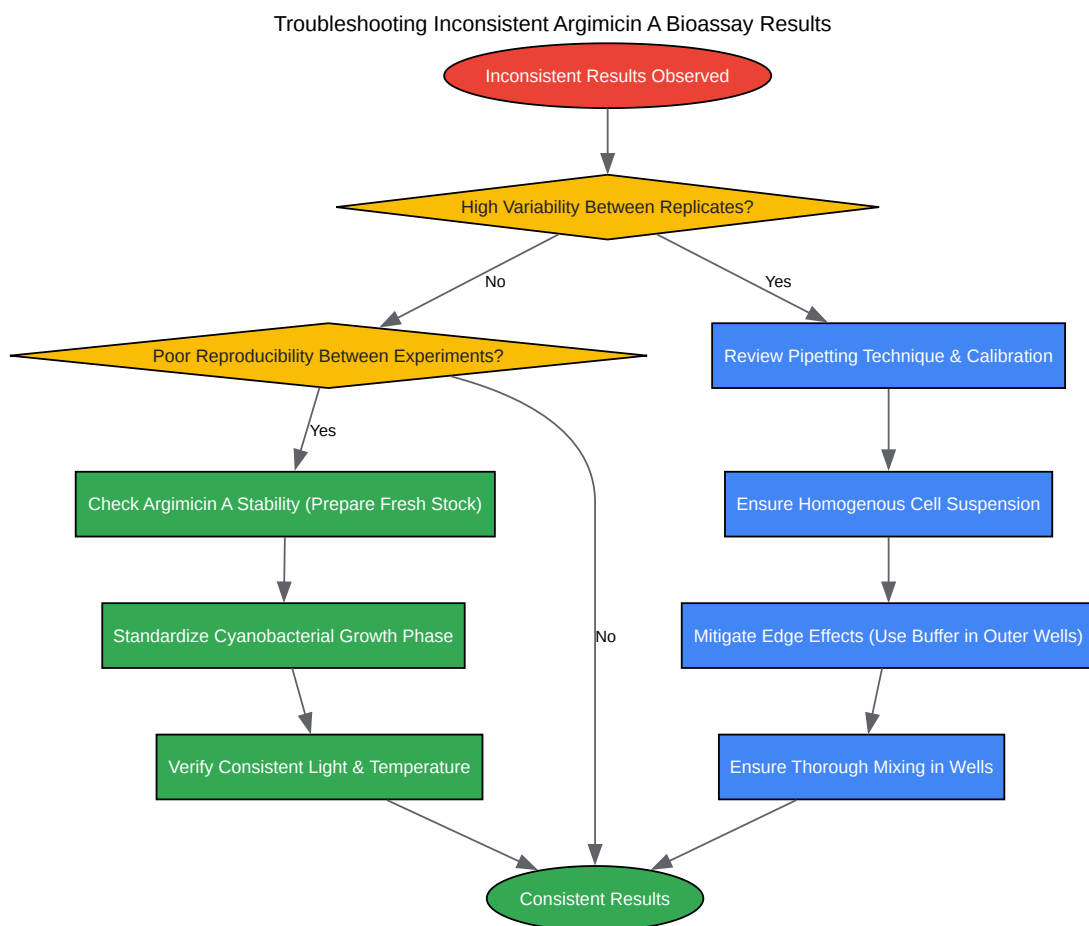 Troubleshooting Inconsistent Argimicin A Bioassay Results
Inconsistent Results Observed
High Variability Between Replicates?
No
Yes
Poor Reproducibility Between Experiments?
Review Pipetting Technique & Calibration
Yes
Check Argimicin A Stability (Prepare Fresh Stock)
Ensure Homogenous Cell Suspension
Standardize Cyanobacterial Growth Phase
No
Mitigate Edge Effects (Use Buffer in Outer Wells)
Verify Consistent Light & Temperature
Ensure Thorough Mixing in Wells
Consistent Results